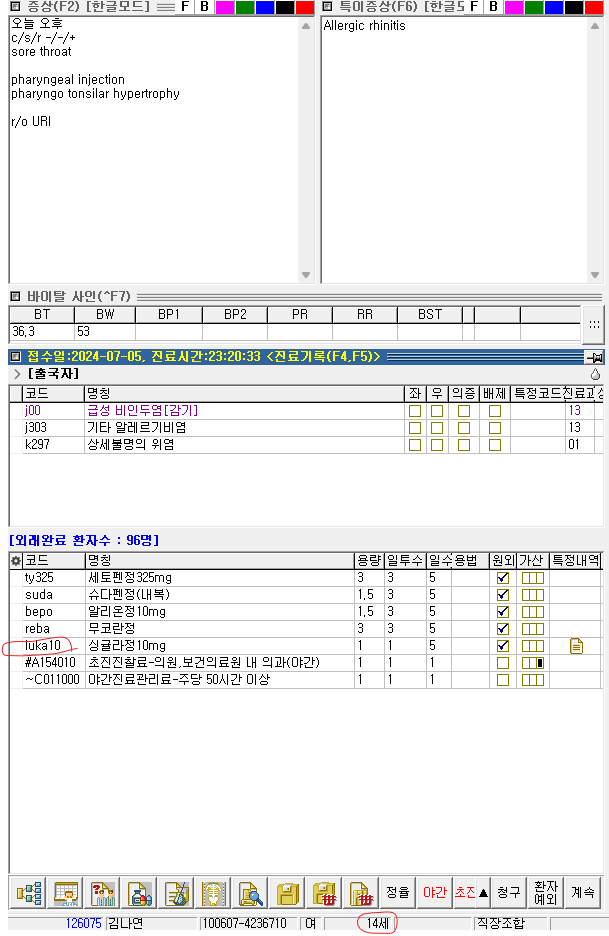 증상(F2) [한글모드] F B
특이증상(F6) [한글 F B
오늘 오후
c/s/r -/-/+
sore throat
pharyngeal injection
pharyngo tonsilar hypertrophy
r/o URI
Allergic rhinitis
바이탈 사인(^F7)
BT BW BP1 BP2 PR RR BST
36.3 53
접수일:2024-07-05, 진료시간:23:20:33 <진료기록(F4,F5)>
> [출국자]
코드 명칭 좌 우 의증 배제 특정코드 진료과
j00 급성 비인두염[감기] 13
j303 기타 알레르기비염 13
k297 상세불명의 위염 01
[외래완료 환자수 : 96명]
코드 명칭 용량 일투수 일수 용법 원외 가산 특정내역
ty325 세토펜정325mg 3 3 5
suda 슈다펜정(내복) 1.5 3 5
bepo 알리온정10mg 1.5 3 5
reba 무코란정 3 3 5
luka10 싱귤라정10mg 1 1 5
#A154010 초진진찰료-의원,보건의료원 내 의과(야간) 1 1 1
~C011000 야간진료관리료-주당 50시간 이상 1 1 1
정율 야간 초진▲ 청구 환자예외 계속
126075 김나연 100607-4236710 여 14세 직장조합